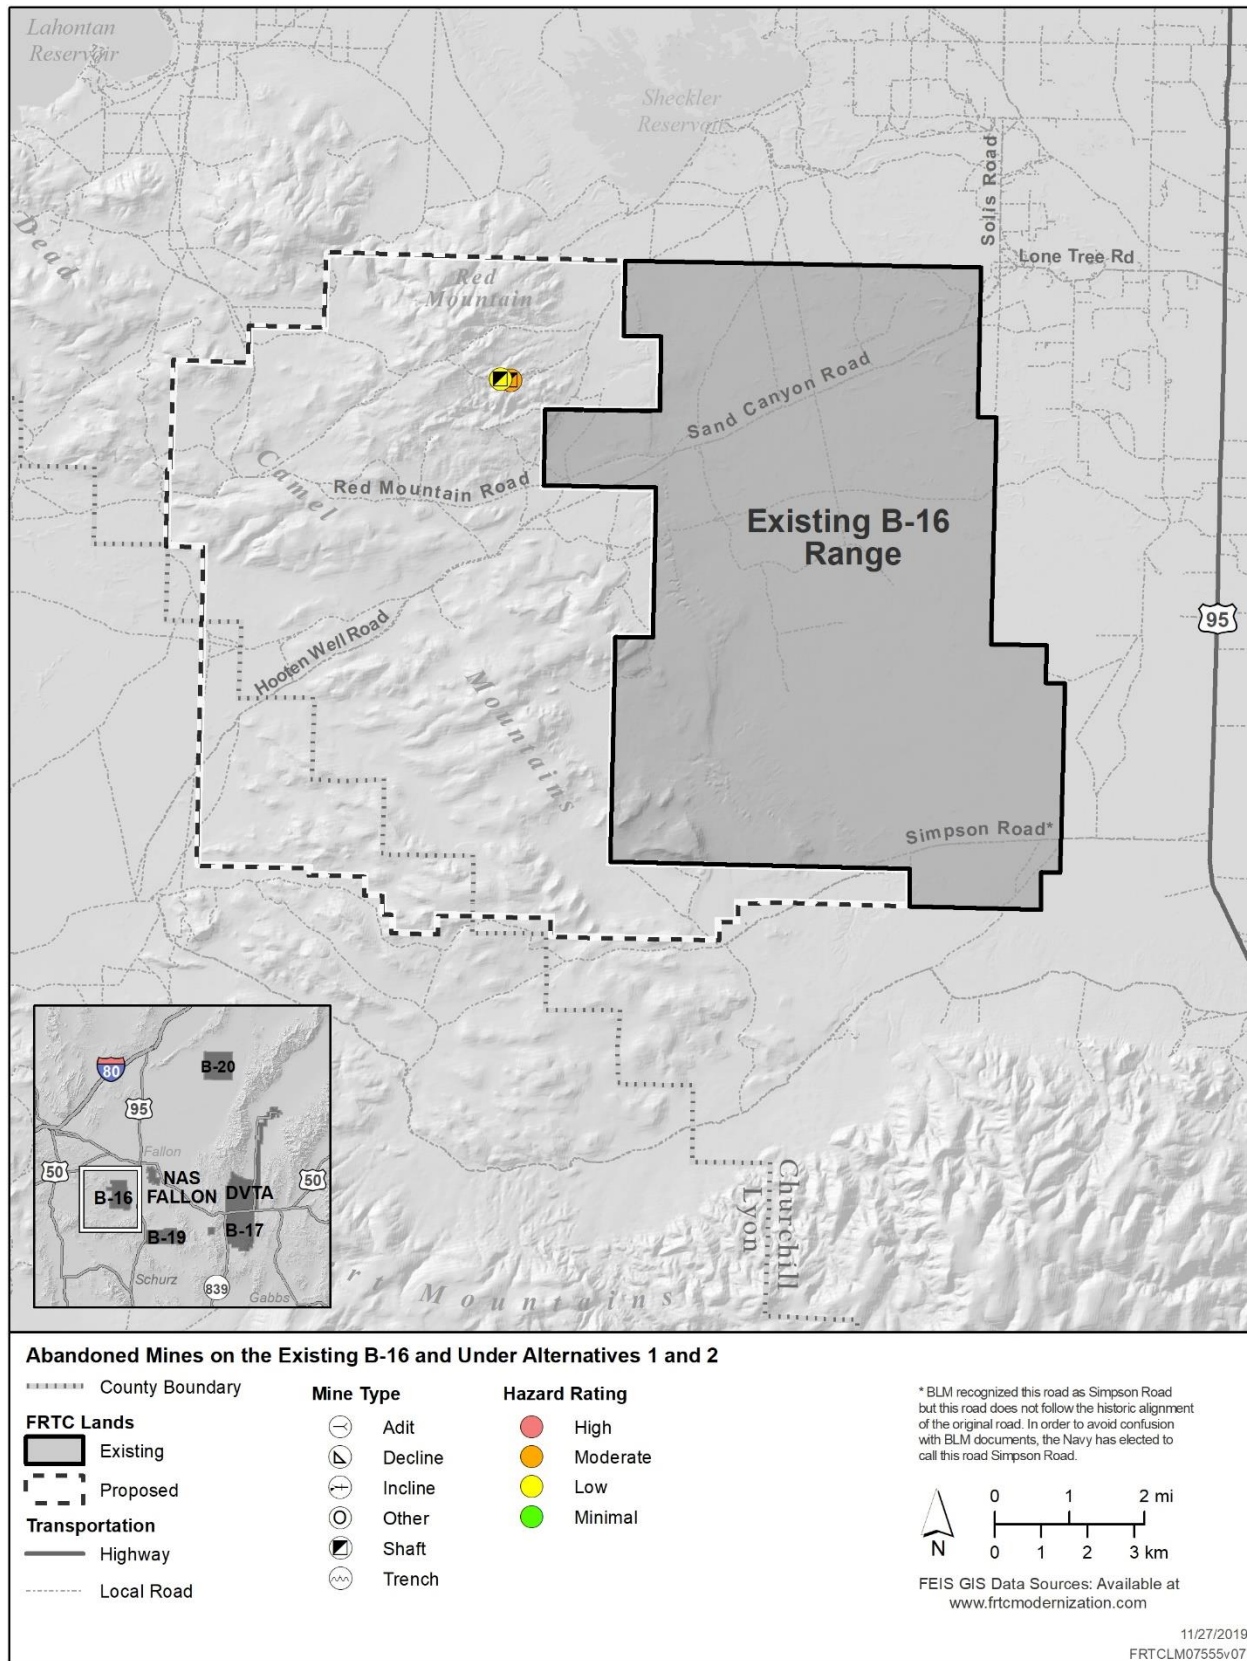 Lahontan
Reservoir
Sheckler
Reservoir
Solis Road
Lone Tree Rd
Dead
Red
Mountain
Sand Canyon Road
Camel
Red Mountain Road
Existing B-16
Range
95
Hooten Well Road
Mountains
Simpson Road*
80
B-20
95
Fallon
50
NAS
FALLON
DVTA
50
B-16
B-17
B-19
Schurz
839
Gabbs
Churchill
Lyon
rt Mountains
Abandoned Mines on the Existing B-16 and Under Alternatives 1 and 2
County Boundary
FRTC Lands
Existing
Proposed
Transportation
Highway
Local Road
Mine Type
Adit
Decline
Incline
Other
Shaft
Trench
Hazard Rating
High
Moderate
Low
Minimal
* BLM recognized this road as Simpson Road
but this road does not follow the historic alignment
of the original road. In order to avoid confusion
with BLM documents, the Navy has elected to
call this road Simpson Road.
N
0 1 2 mi
0 1 2 3 km
FEIS GIS Data Sources: Available at
www.frtcmodernization.com
11/27/2019
FRTCLM07555v07